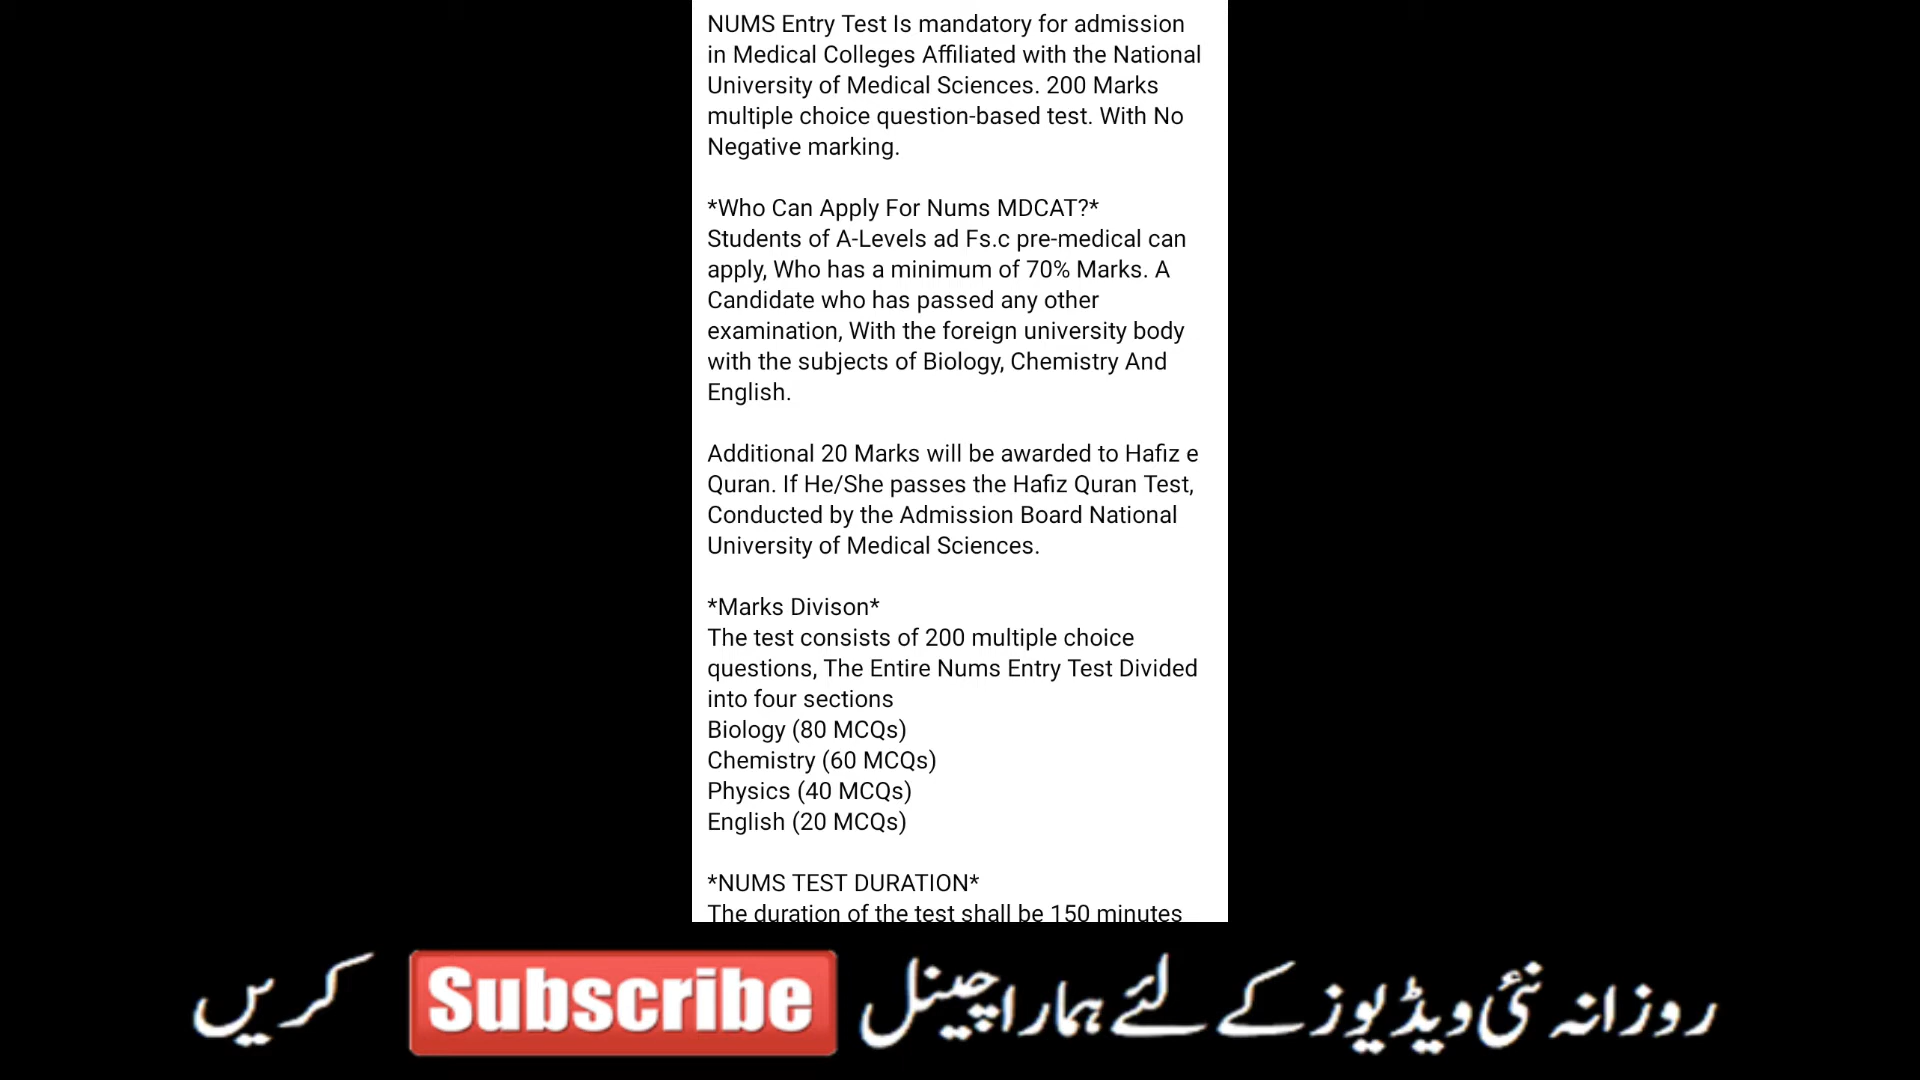 NUMS Entry Test Is mandatory for admission
in Medical Colleges Affiliated with the National
University of Medical Sciences. 200 Marks
multiple choice question-based test. With No
Negative marking.
*Who Can Apply For Nums MDCAT?*
Students of A-Levels ad Fs.c pre-medical can
apply, Who has a minimum of 70% Marks. A
Candidate who has passed any other
examination, With the foreign university body
with the subjects of Biology, Chemistry And
English.
Additional 20 Marks will be awarded to Hafiz e
Quran. If He/She passes the Hafiz Quran Test,
Conducted by the Admission Board National
University of Medical Sciences.
*Marks Divison*
The test consists of 200 multiple choice
questions, The Entire Nums Entry Test Divided
into four sections
Biology (80 MCQs)
Chemistry (60 MCQs)
Physics (40 MCQs)
English (20 MCQs)
*NUMS TEST DURATION*
The duration of the test shall be 150 minutes
روزانہ نئی ویڈیوز کے لئے ہمارا چینل Subscribe کریں